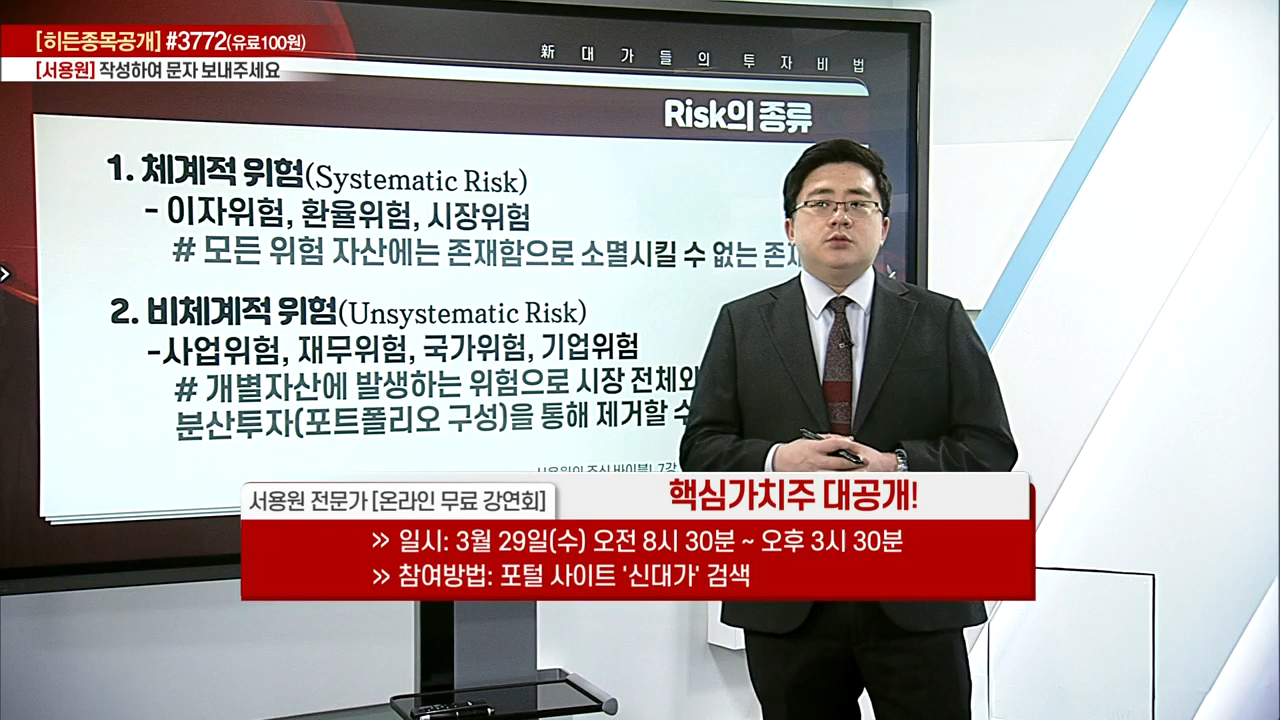 [히든종목공개] #3772(유료100원)
[서용원] 작성하여 문자 보내주세요
新 대 가 들 의 투 자 비 법
Risk의 종류
1. 체계적 위험(Systematic Risk)
- 이자위험, 환율위험, 시장위험
# 모든 위험 자산에는 존재함으로 소멸시킬 수 없는 존재
2. 비체계적 위험(Unsystematic Risk)
-사업위험, 재무위험, 국가위험, 기업위험
# 개별자산에 발생하는 위험으로 시장 전체와
분산투자(포트폴리오 구성)을 통해 제거할 수
서용원 전문가 [온라인 무료 강연회]
핵심가치주 대공개!
» 일시: 3월 29일(수) 오전 8시 30분 ~ 오후 3시 30분
» 참여방법: 포털 사이트 '신대가' 검색